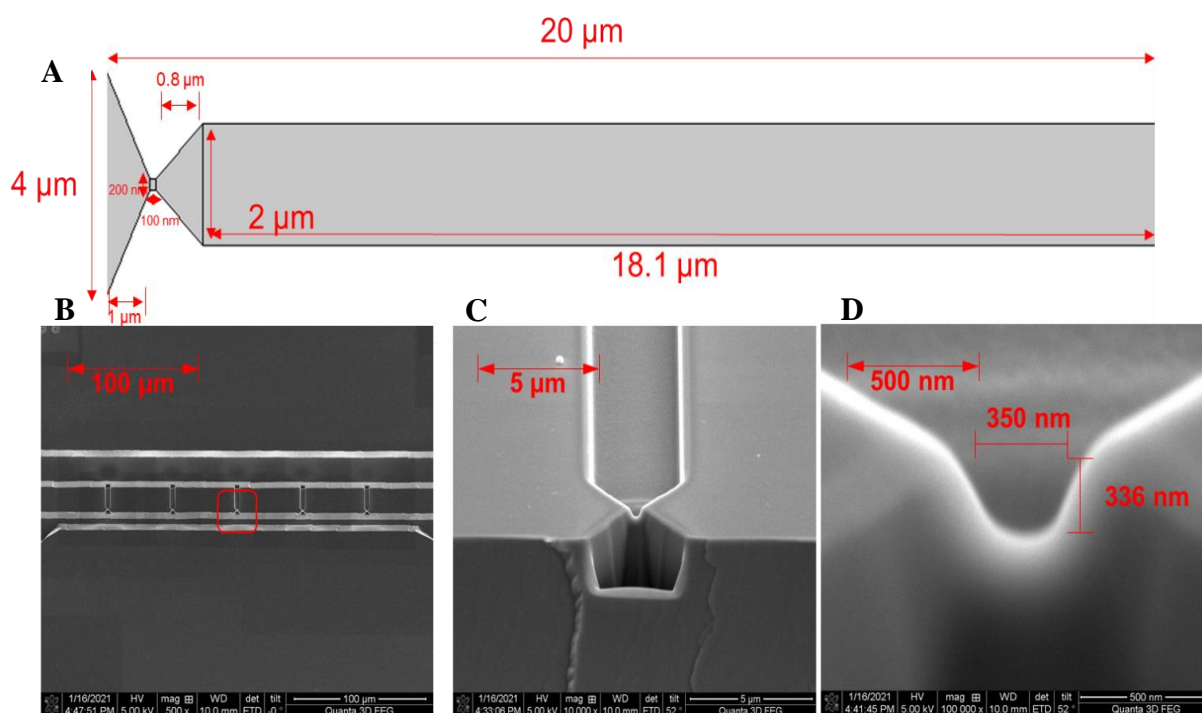 20 µm
A
0.8 µm
4 µm
200 nm
100 nm
2 µm
18.1 µm
1 µm
B
C
D
100 µm
5 µm
500 nm
350 nm
336 nm
1/16/2021 HV mag WD det tilt 100 µm
4:47:51 PM 5.00 kV 500 x 10.0 mm ETD -0 ° Quanta 3D FEG
1/16/2021 HV mag WD det tilt 5 µm
4:33:06 PM 5.00 kV 10 000 x 10.0 mm ETD 52 ° Quanta 3D FEG
1/16/2021 HV mag WD det tilt 500 nm
4:41:45 PM 5.00 kV 100 000 x 10.0 mm ETD 52 ° Quanta 3D FEG